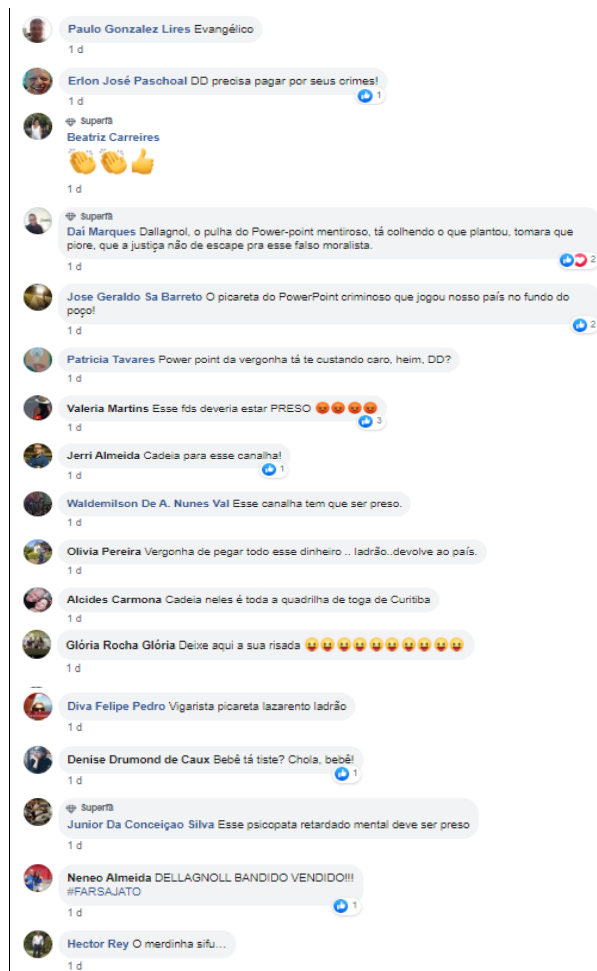 Paulo Gonzalez Lires Evangélico
1 d
Erlon José Paschoal DD precisa pagar por seus crimes!
1
1 d
Superfã
Beatriz Carreires
👏👏👍
1 d
Superfã
Daí Marques Dallagnol, o pulha do Power-point mentiroso, tá colhendo o que plantou, tomara que
piore, que a justiça não de escape pra esse falso moralista.
2
1 d
Jose Geraldo Sa Barreto O picareta do PowerPoint criminoso que jogou nosso país no fundo do
poço!
2
1 d
Patricia Tavares Power point da vergonha tá te custando caro, heim, DD?
1 d
Valeria Martins Esse fds deveria estar PRESO 😡😡😡😡
3
1 d
Jerri Almeida Cadeia para esse canalha!
1
1 d
Waldemilson De A. Nunes Val Esse canalha tem que ser preso.
1 d
Olivia Pereira Vergonha de pegar todo esse dinheiro .. ladrão..devolve ao país.
1 d
Alcides Carmona Cadeia neles é toda a quadrilha de toga de Curitiba
1 d
Glória Rocha Glória Deixe aqui a sua risada 😝😝😝😝😝😝😝😝😝😝
1 d
Diva Felipe Pedro Vigarista picareta lazarento ladrão
1 d
Denise Drumond de Caux Bebê tá tiste? Chola, bebê!
1
1 d
Superfã
Junior Da Conceiçao Silva Esse psicopata retardado mental deve ser preso
1 d
Neneo Almeida DELLAGNOLL BANDIDO VENDIDO!!!
#FARSAJATO
1
1 d
Hector Rey O merdinha sifu...
1 d